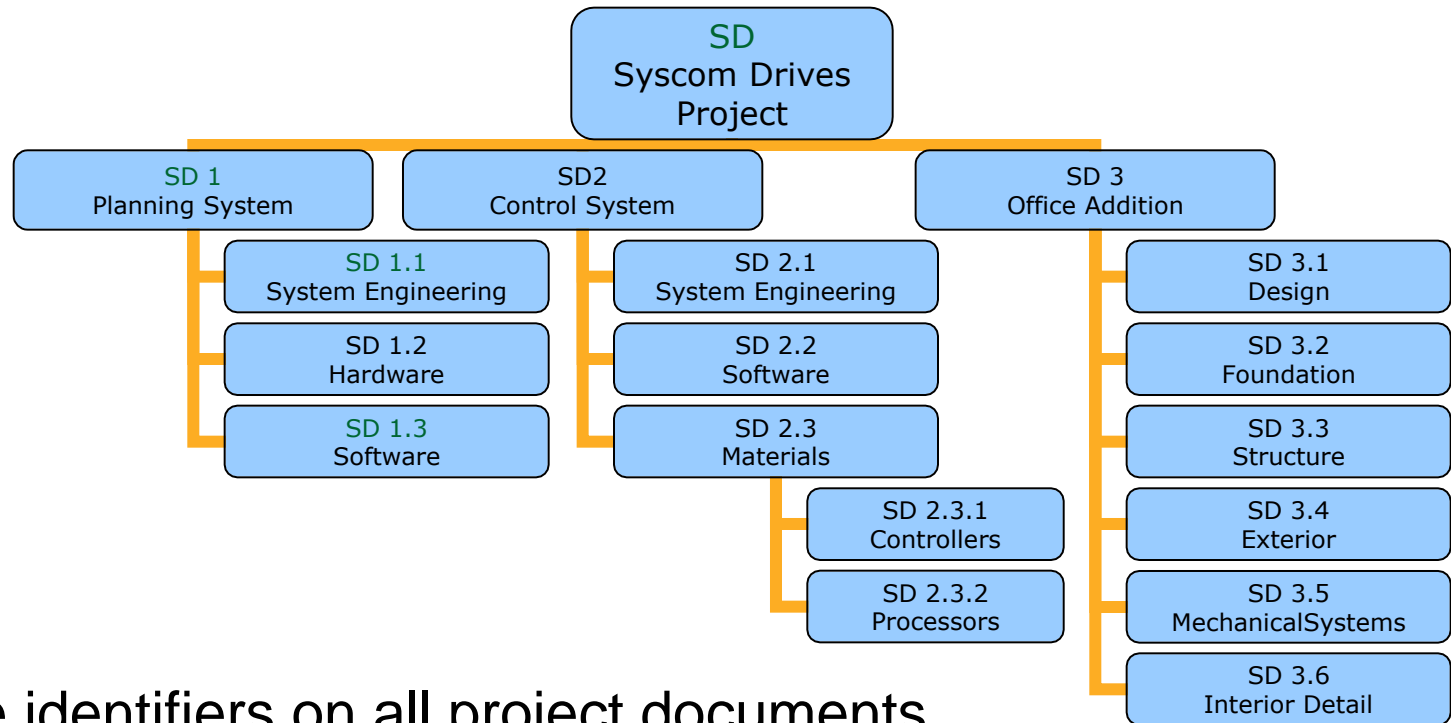 SD
Syscom Drives
Project
SD 1
Planning System
SD2
Control System
SD 3
Office Addition
SD 1.1
System Engineering
SD 1.2
Hardware
SD 1.3
Software
SD 2.1
System Engineering
SD 2.2
Software
SD 2.3
Materials
SD 2.3.1
Controllers
SD 2.3.2
Processors
SD 3.1
Design
SD 3.2
Foundation
SD 3.3
Structure
SD 3.4
Exterior
SD 3.5
MechanicalSystems
SD 3.6
Interior Detail
identifiers on all project documents